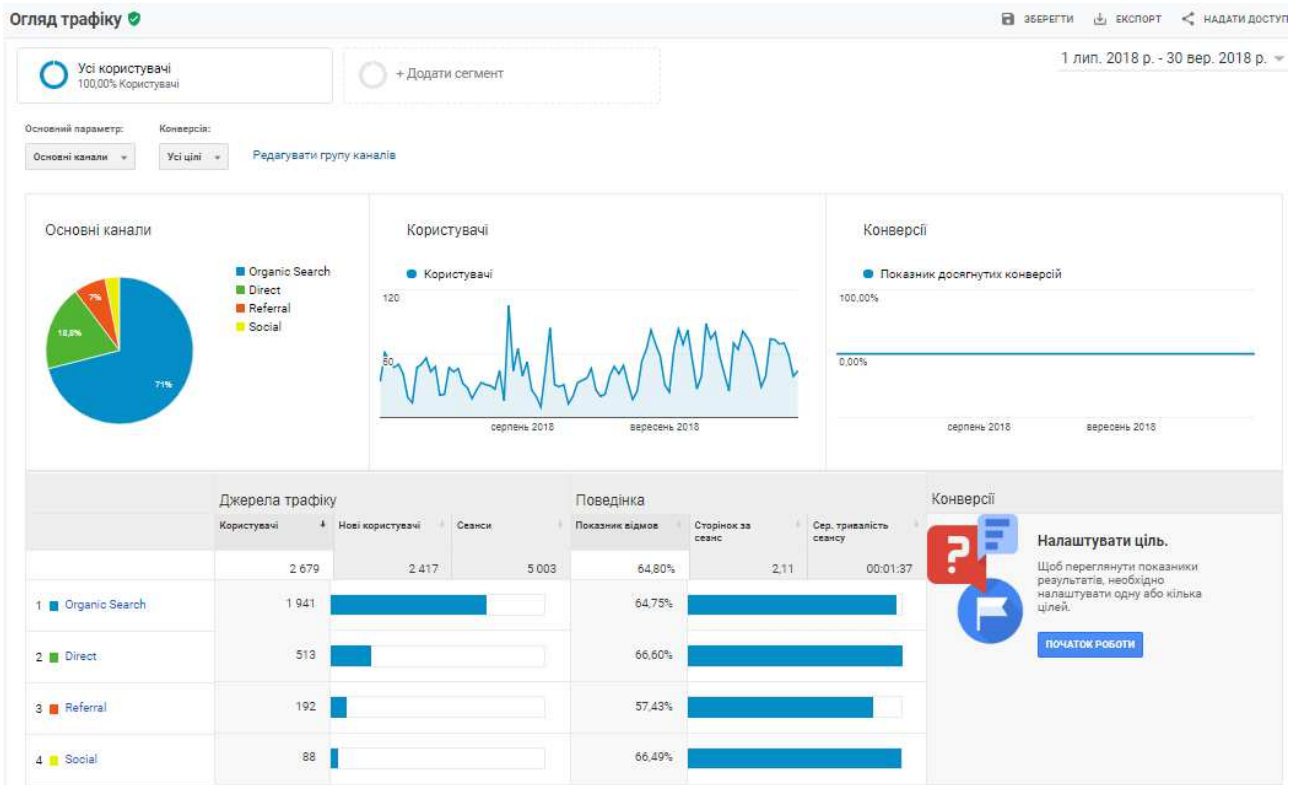 Огляд трафіку
ЗБЕРЕГТИ ЕКСПОРТ НАДАТИ ДОСТУП
Усі користувачі
100,00% Користувачі
+ Додати сегмент
1 лип. 2018 р. - 30 вер. 2018 р.
Основний параметр: Конверсія:
Основні канали Усі цілі Редагувати групу каналів
Основні канали
Organic Search
Direct
Referral
Social
7%
18,8%
71%
Користувачі
Користувачі
120
60
серпень 2018 вересень 2018
Конверсії
Показник досягнутих конверсій
100,00%
0,00%
серпень 2018 вересень 2018
Джерела трафіку Поведінка Конверсії
Користувачі Нові користувачі Сеанси Показник відмов Сторінок за сеанс Сер. тривалість сеансу
2 679 2 417 5 003 64,80% 2,11 00:01:37
1 Organic Search 1 941 64,75%
2 Direct 513 66,60%
3 Referral 192 57,43%
4 Social 88 66,49%
Налаштувати ціль.
Щоб переглянути показники
результатів, необхідно
налаштувати одну або кілька
цілей.
ПОЧАТОК РОБОТИ